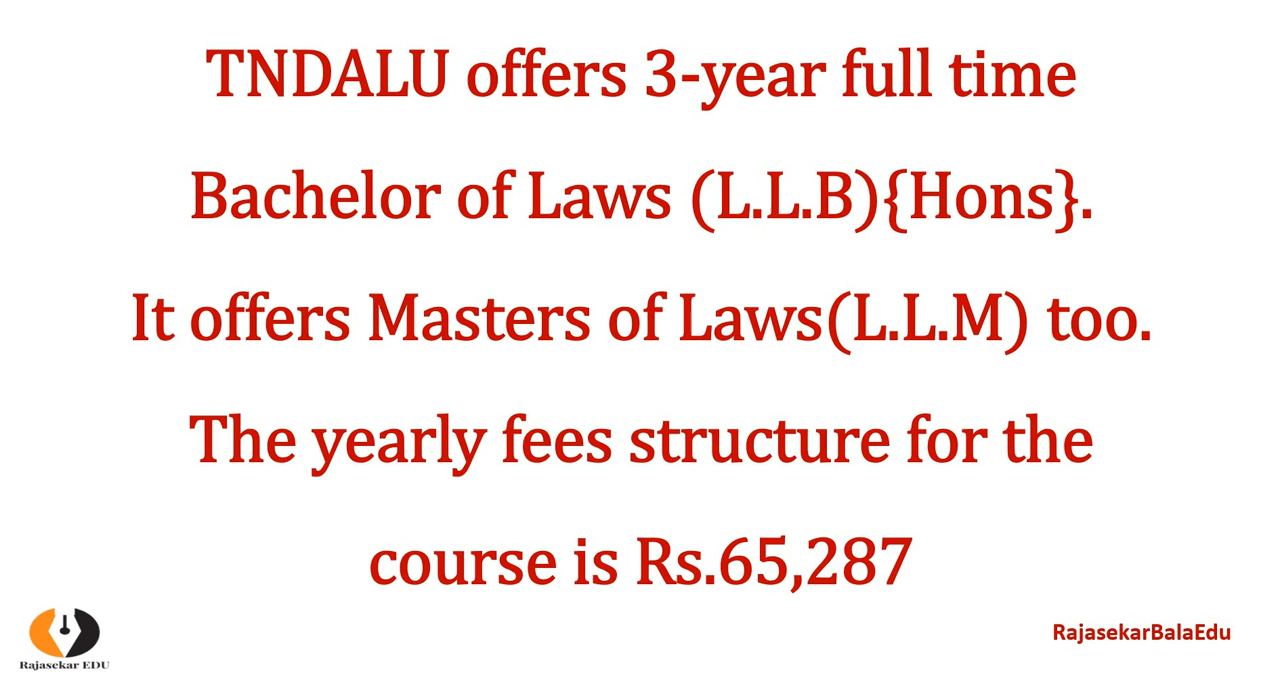 TNDALU offers 3-year full time
Bachelor of Laws (L.L.B){Hons}.
It offers Masters of Laws(L.L.M) too.
The yearly fees structure for the
course is Rs.65,287
RajasekarBalaEdu
Rajasekar EDU